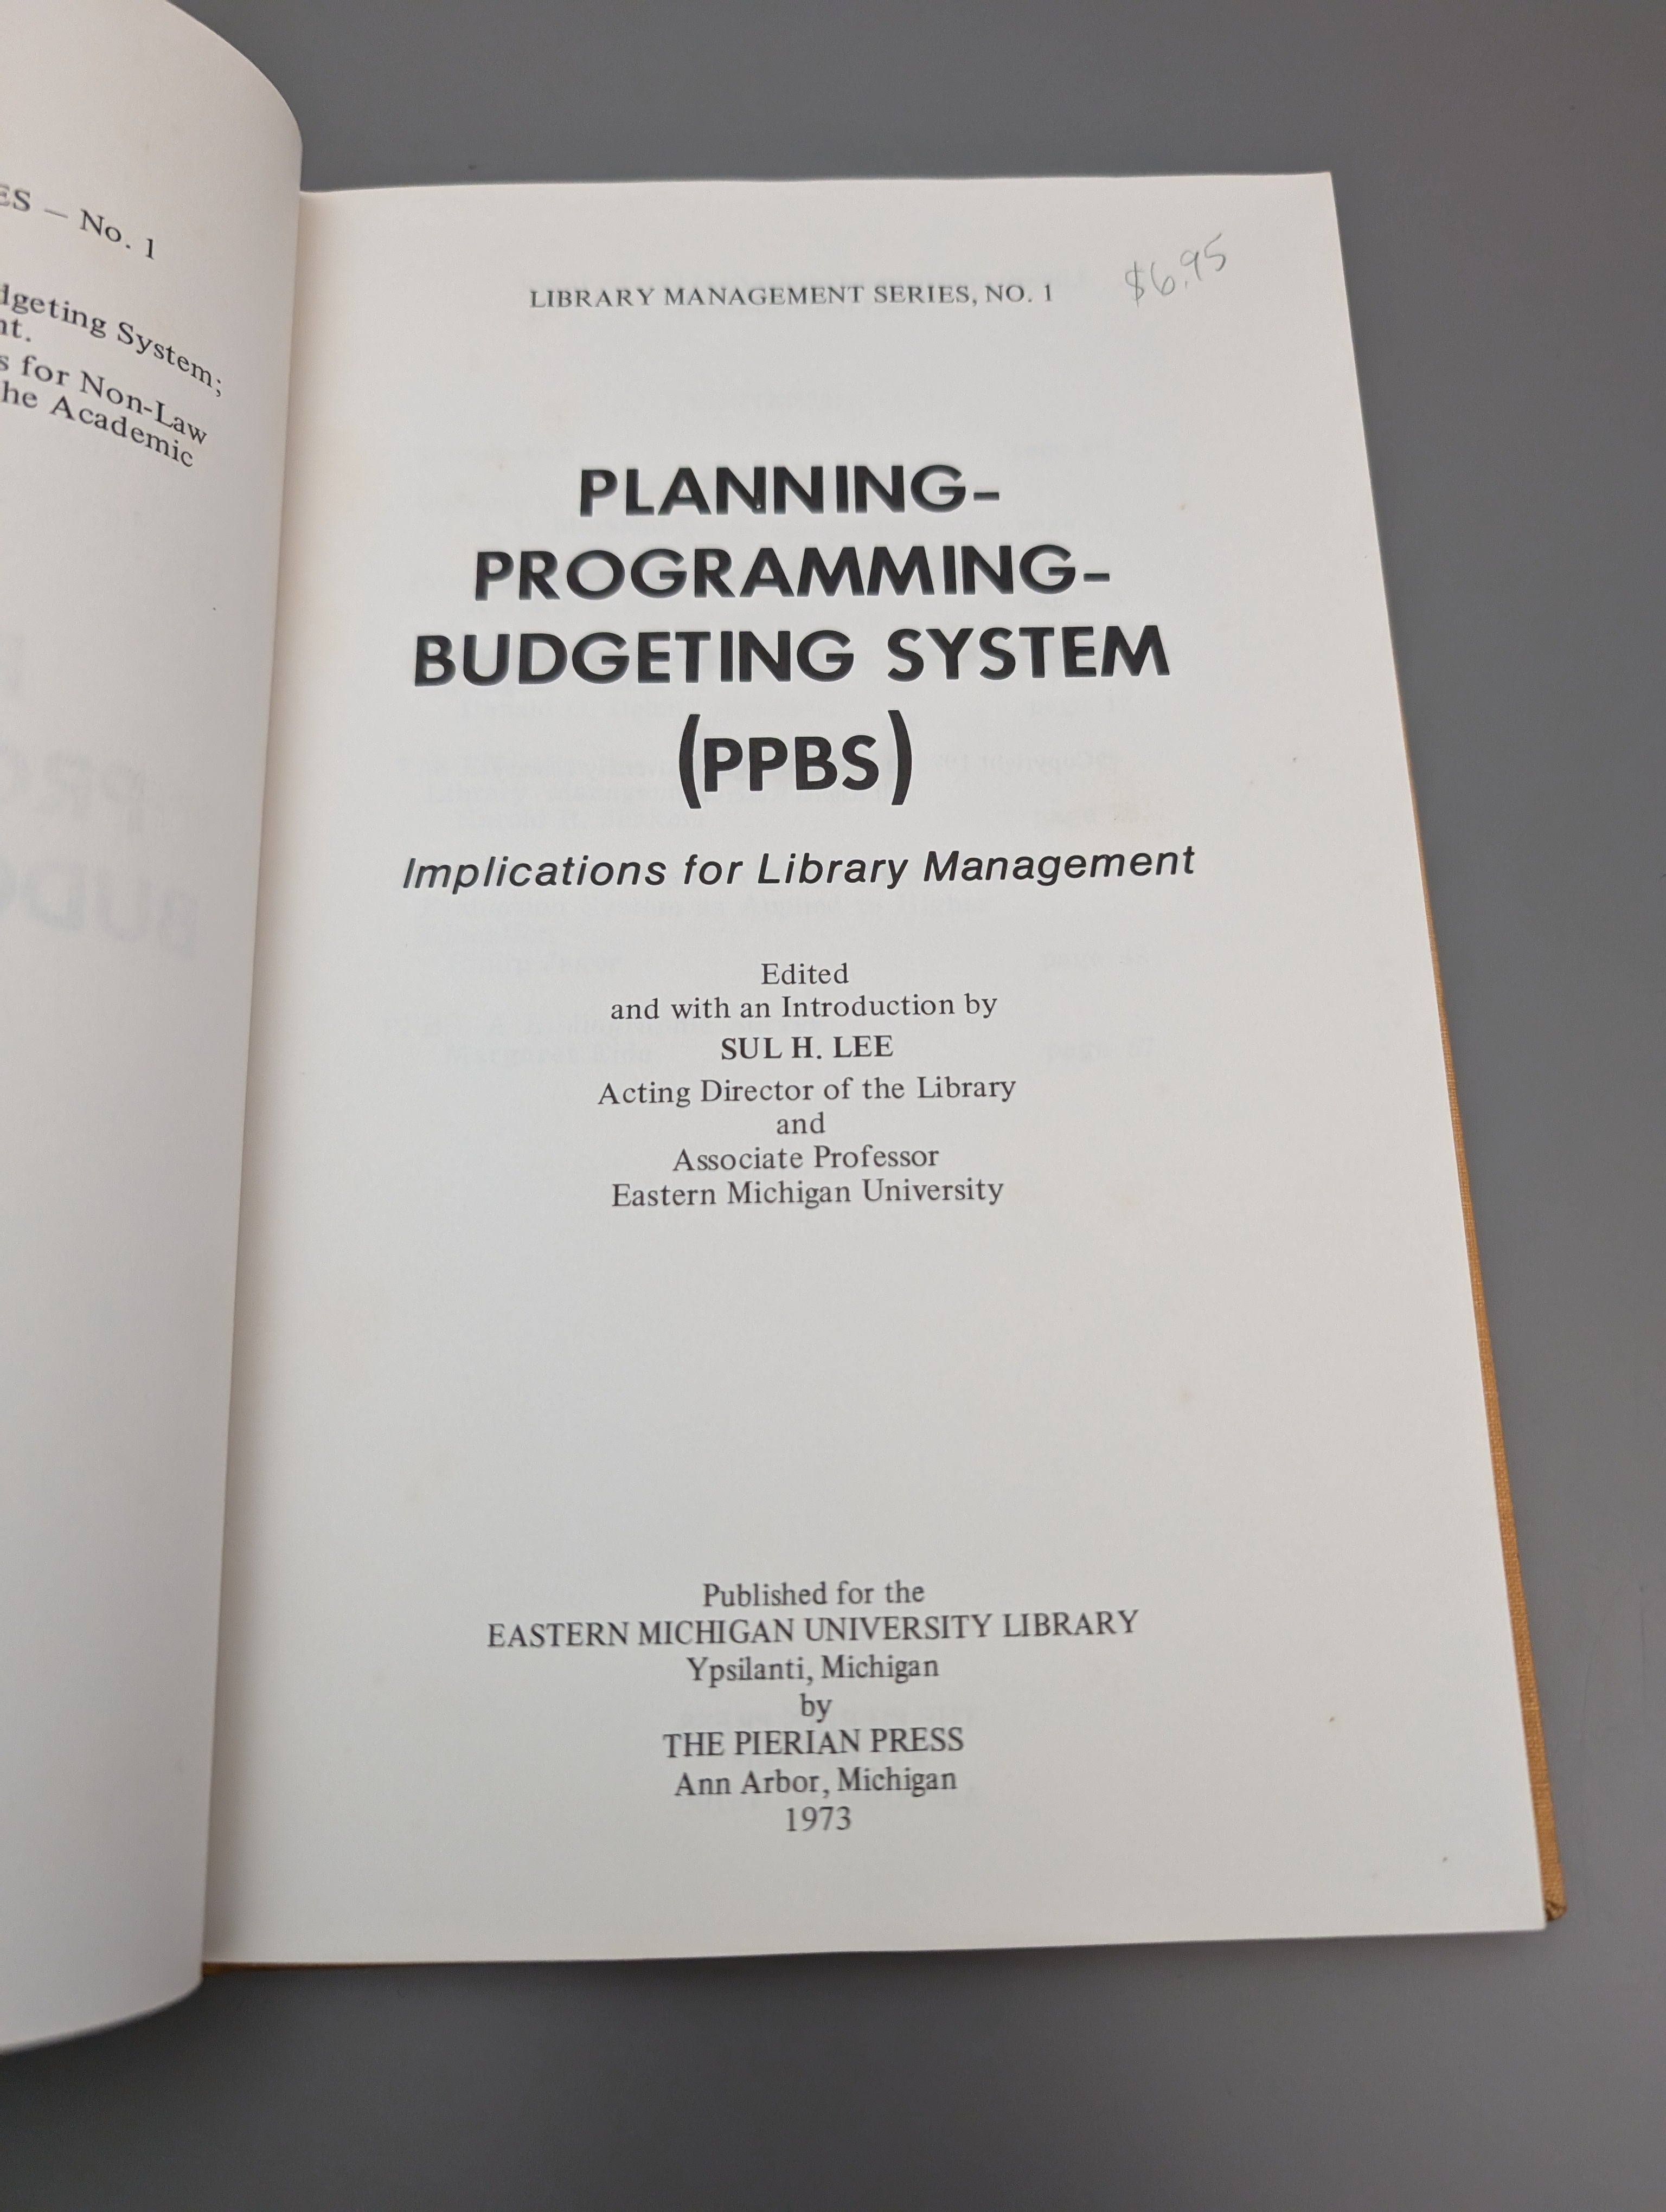 ES — No. 1
dgeting System;
nt.
s for Non-Law
he Academic
LIBRARY MANAGEMENT SERIES, NO. 1
$6.95
PLANNING-
PROGRAMMING-
BUDGETING SYSTEM
(PPBS)
Implications for Library Management
Edited
and with an Introduction by
SUL H. LEE
Acting Director of the Library
and
Associate Professor
Eastern Michigan University
Published for the
EASTERN MICHIGAN UNIVERSITY LIBRARY
Ypsilanti, Michigan
by
THE PIERIAN PRESS
Ann Arbor, Michigan
1973